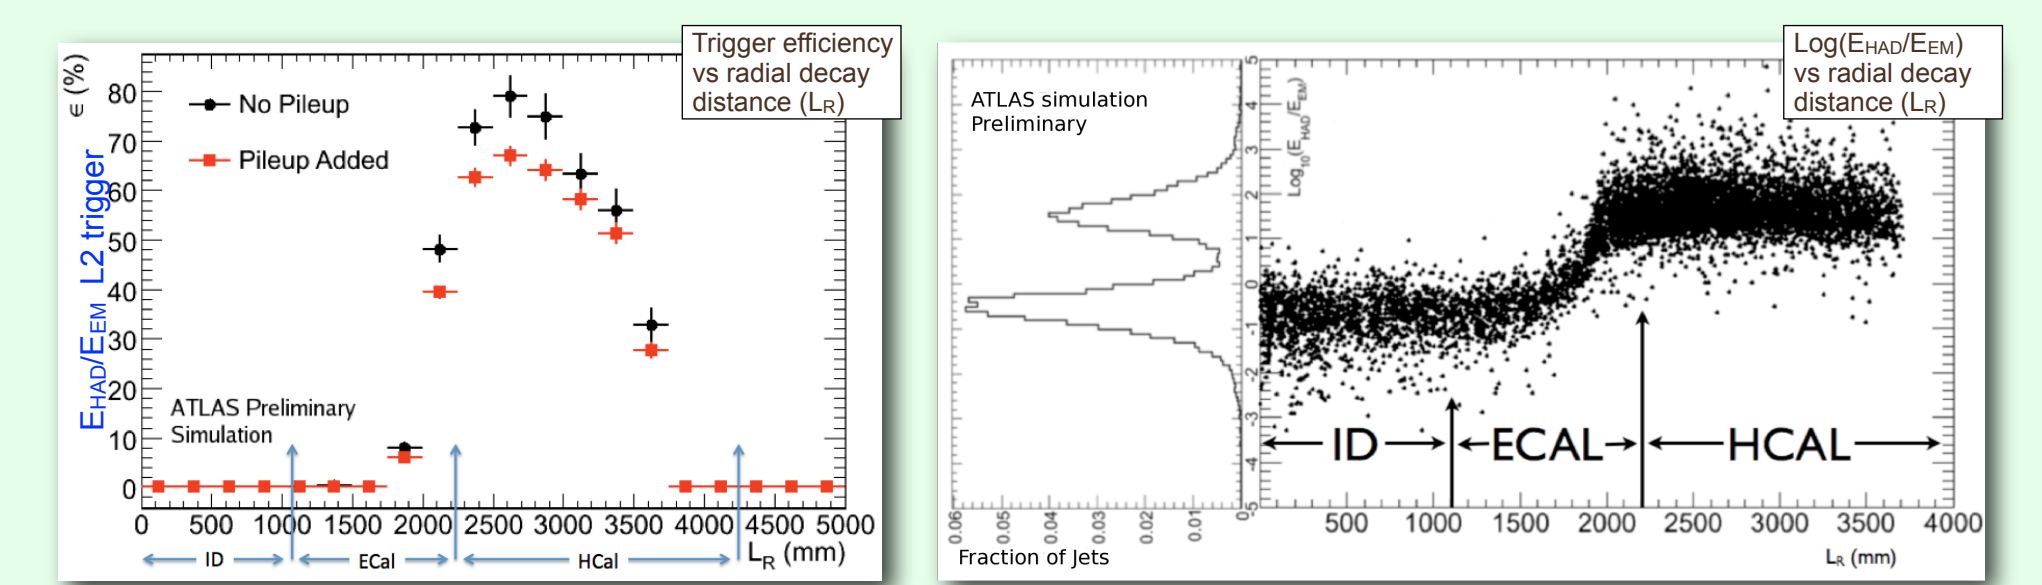 Trigger efficiency
vs radial decay
distance (LR)
ϵ (%)
EHAD/EEM L2 trigger
80
70
60
50
40
30
20
10
0
No Pileup
Pileup Added
ATLAS Preliminary
Simulation
0 500 1000 1500 2000 2500 3000 3500 4000 4500 5000
ID ECal HCal LR (mm)
Log(EHAD/EEM)
vs radial decay
distance (LR)
ATLAS simulation
Preliminary
Log10(EHAD/EEM)
5
4
3
2
1
0
-1
-2
-3
-4
-5
ID ECAL HCAL
0.06 0.05 0.04 0.03 0.02 0.01 0
500 1000 1500 2000 2500 3000 3500 4000
Fraction of Jets
LR (mm)